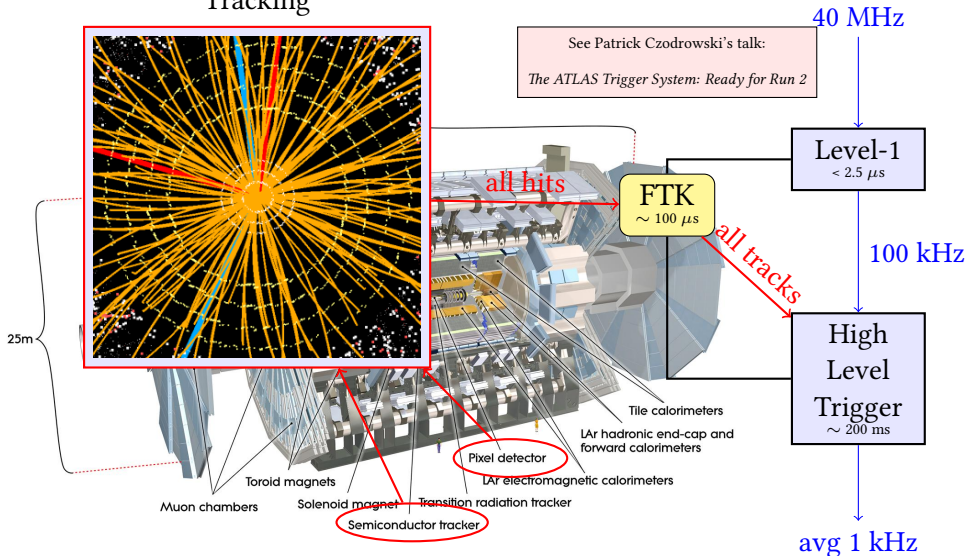 Tracking
40 MHz
See Patrick Czodrowski's talk:
The ATLAS Trigger System: Ready for Run 2
Level-1
< 2.5 μs
all hits
FTK
∼ 100 μs
all tracks
100 kHz
25m
High
Level
Trigger
∼ 200 ms
Tile calorimeters
LAr hadronic end-cap and
forward calorimeters
Pixel detector
LAr electromagnetic calorimeters
Toroid magnets
Muon chambers
Solenoid magnet
Transition radiation tracker
Semiconductor tracker
avg 1 kHz